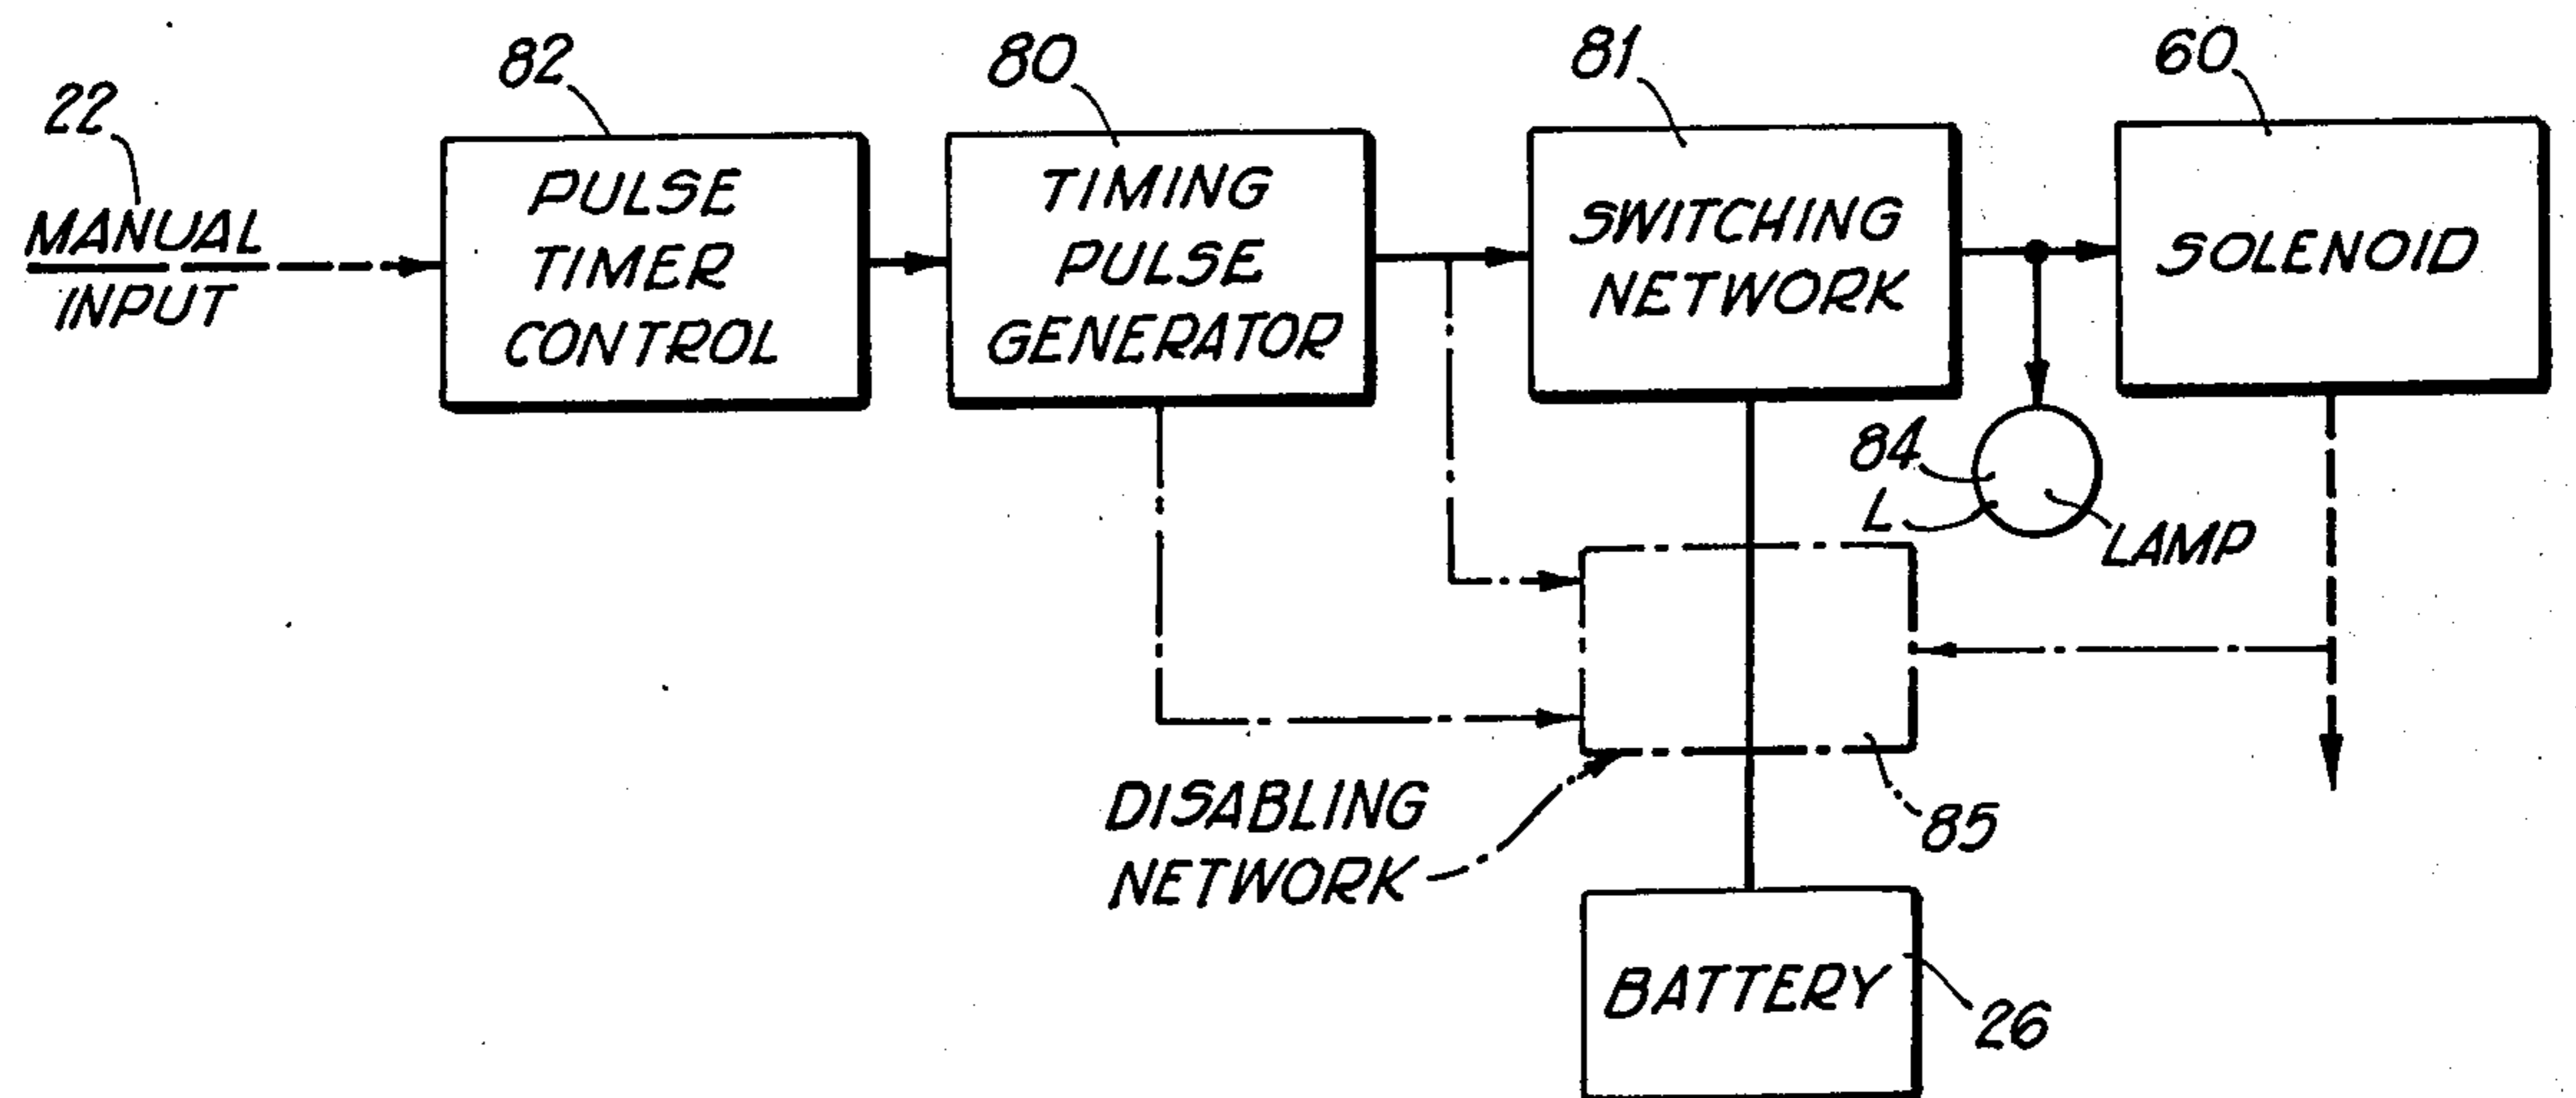 22
MANUAL
INPUT
82
PULSE
TIMER
CONTROL
80
TIMING
PULSE
GENERATOR
81
SWITCHING
NETWORK
60
SOLENOID
84
L
LAMP
DISABLING
NETWORK
85
BATTERY
26